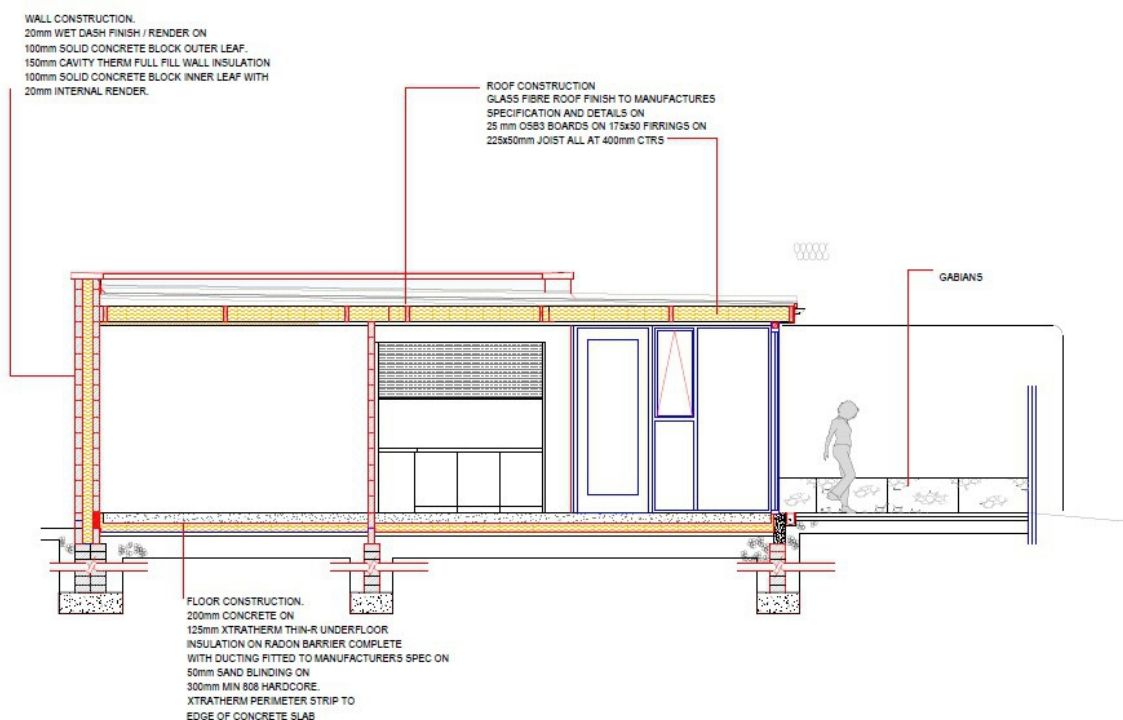 WALL CONSTRUCTION.
20mm WET DASH FINISH / RENDER ON
100mm SOLID CONCRETE BLOCK OUTER LEAF.
150mm CAVITY THERM FULL FILL WALL INSULATION
100mm SOLID CONCRETE BLOCK INNER LEAF WITH
20mm INTERNAL RENDER.
ROOF CONSTRUCTION
GLASS FIBRE ROOF FINISH TO MANUFACTURES
SPECIFICATION AND DETAILS ON
25 mm OSB3 BOARDS ON 175x50 FIRRINGS ON
225x50mm JOIST ALL AT 400mm CTRS
GABIANS
FLOOR CONSTRUCTION.
200mm CONCRETE ON
125mm XTRATHERM THIN-R UNDERFLOOR
INSULATION ON RADON BARRIER COMPLETE
WITH DUCTING FITTED TO MANUFACTURERS SPEC ON
50mm SAND BLINDING ON
300mm MIN 808 HARDCORE.
XTRATHERM PERIMETER STRIP TO
EDGE OF CONCRETE SLAB